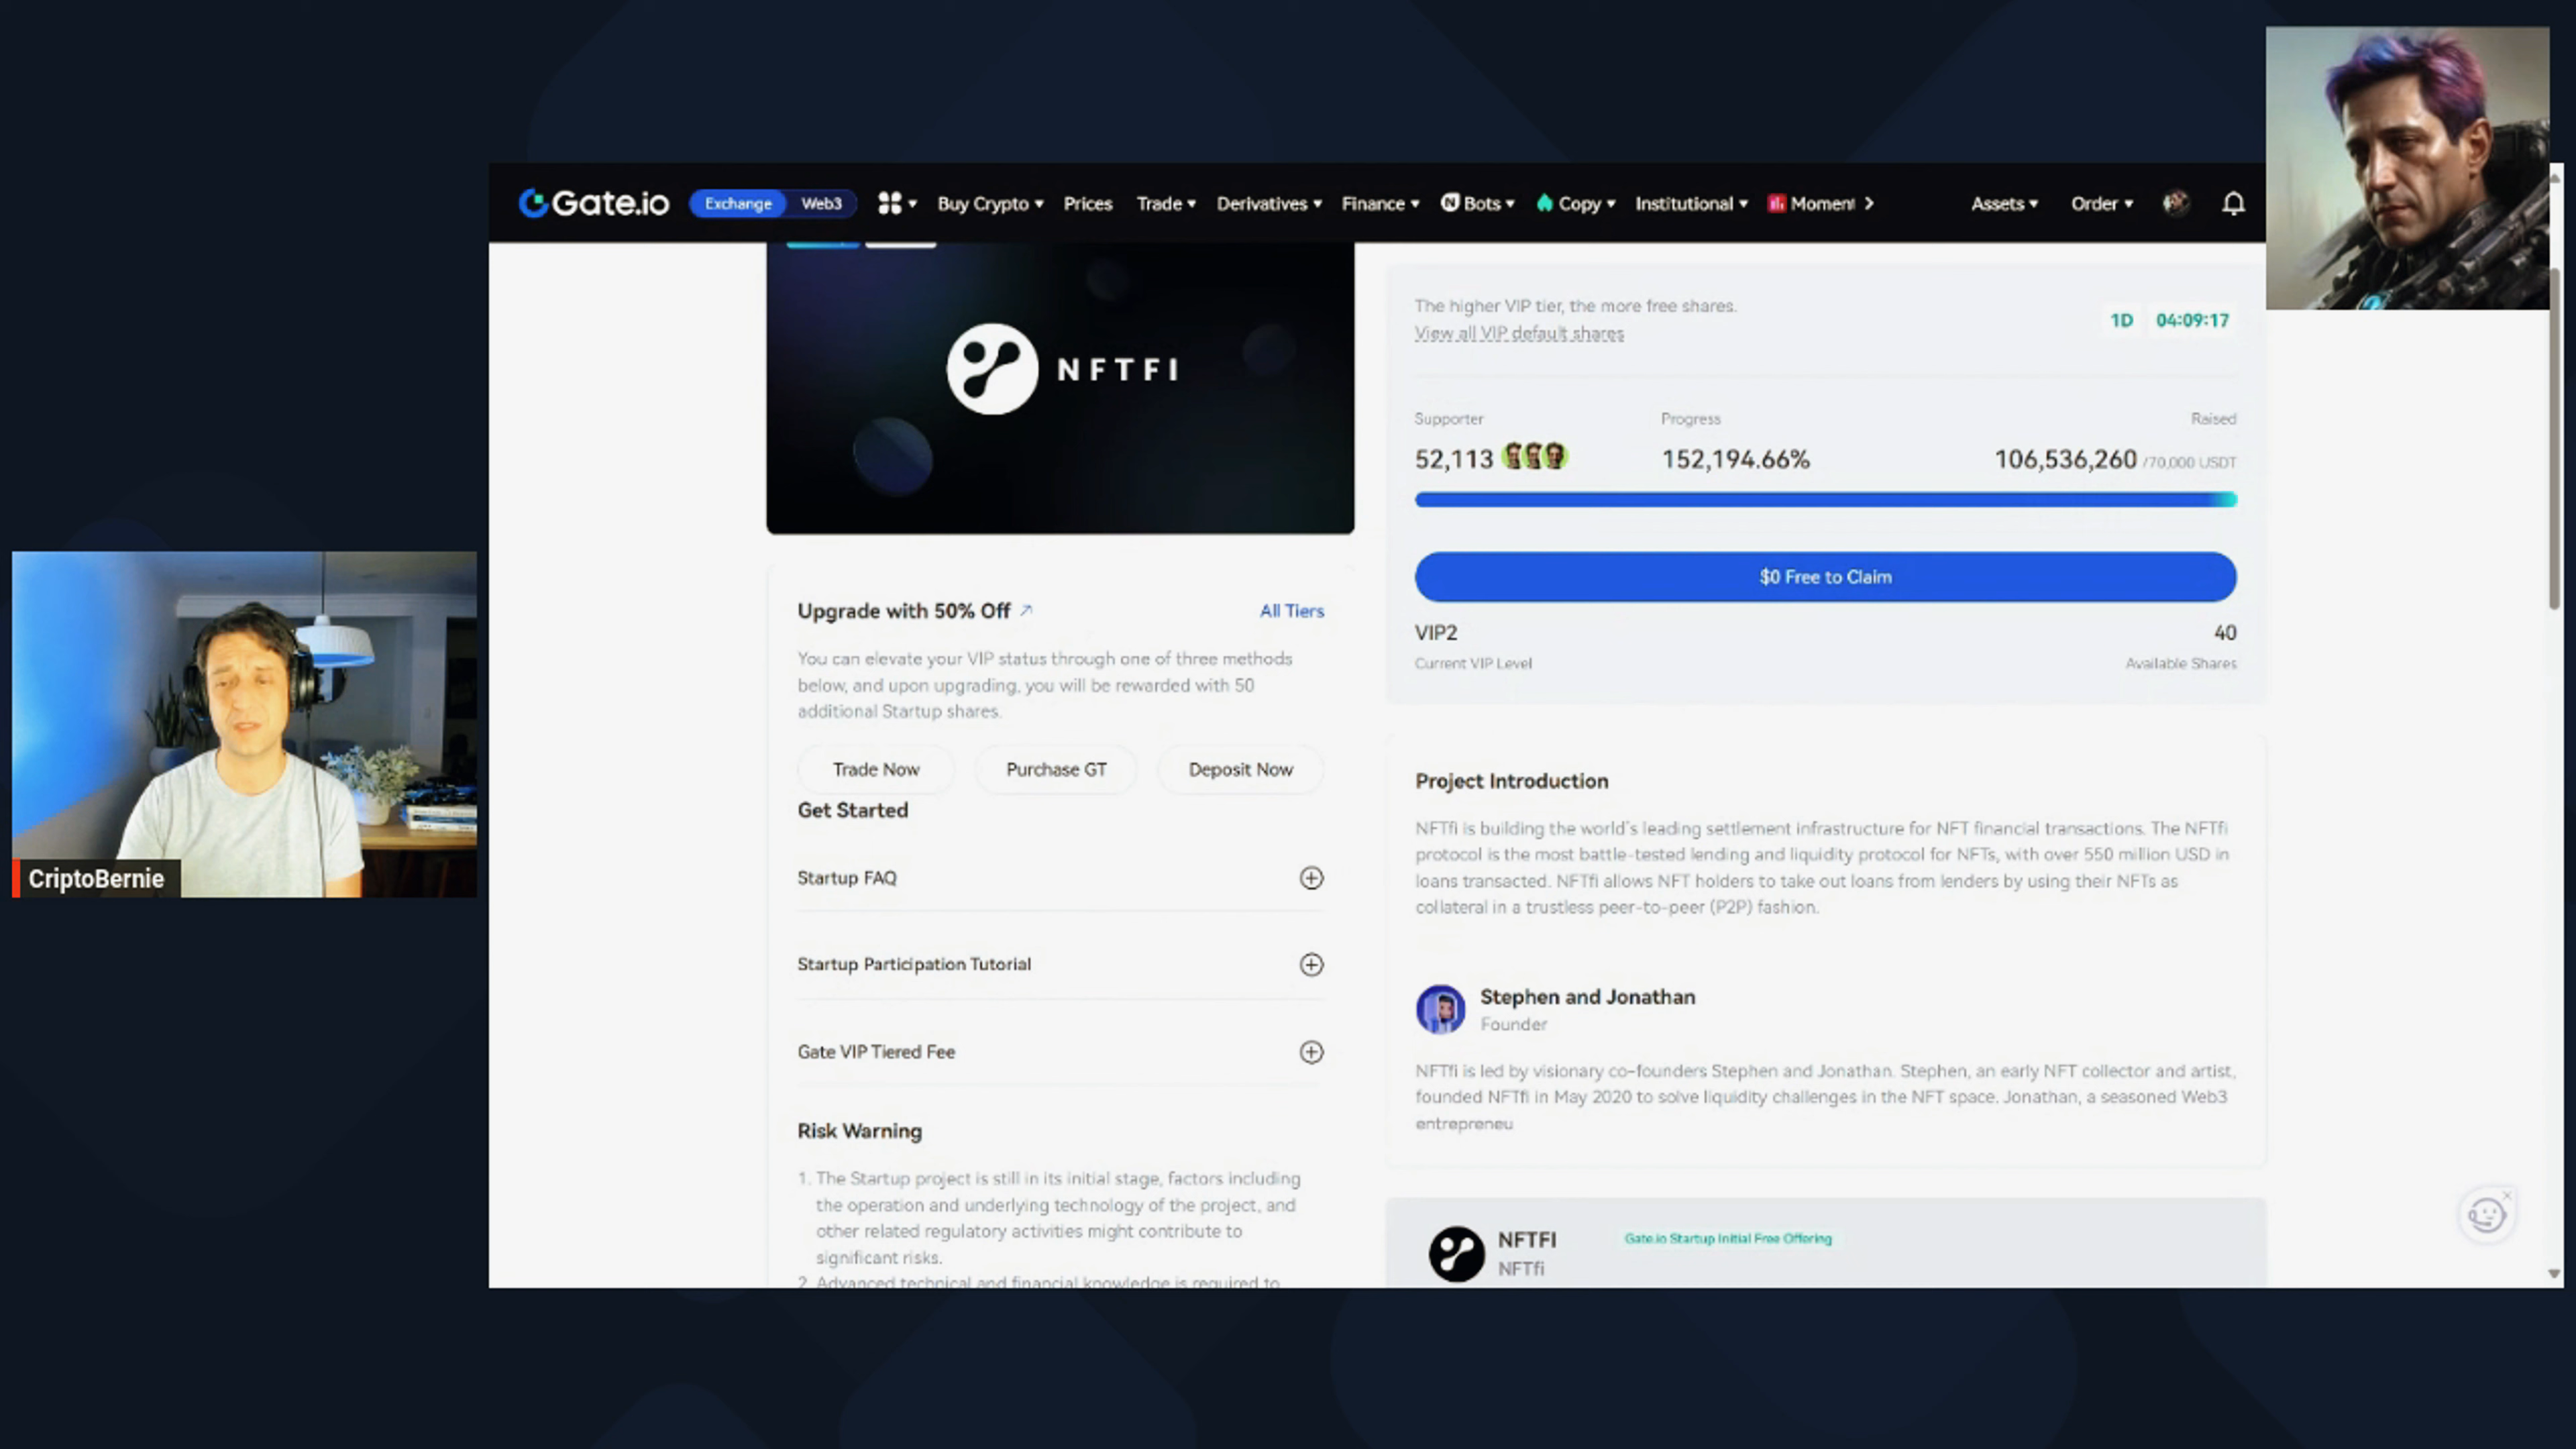 Gate.io
Exchange Web3 Buy Crypto Prices Trade Derivatives Finance Bots Copy Institutional Moment Assets Order
NFTFI
The higher VIP tier, the more free shares.
View all VIP default shares
1D 04:09:17
Supporter Progress Raised
52,113 152,194.66% 106,536,260 /70,000 USDT
$0 Free to Claim
VIP2 40
Current VIP Level Available Shares
Upgrade with 50% Off All Tiers
You can elevate your VIP status through one of three methods
below, and upon upgrading, you will be rewarded with 50
additional Startup shares.
Trade Now Purchase GT Deposit Now
Get Started
Startup FAQ
Startup Participation Tutorial
Gate VIP Tiered Fee
Risk Warning
1. The Startup project is still in its initial stage, factors including
the operation and underlying technology of the project, and
other related regulatory activities might contribute to
significant risks.
2. Advanced technical and financial knowledge is required to
Project Introduction
NFTfi is building the world's leading settlement infrastructure for NFT financial transactions. The NFTfi
protocol is the most battle-tested lending and liquidity protocol for NFTs, with over 550 million USD in
loans transacted. NFTfi allows NFT holders to take out loans from lenders by using their NFTs as
collateral in a trustless peer-to-peer (P2P) fashion.
Stephen and Jonathan
Founder
NFTfi is led by visionary co-founders Stephen and Jonathan. Stephen, an early NFT collector and artist,
founded NFTfi in May 2020 to solve liquidity challenges in the NFT space. Jonathan, a seasoned Web3
entrepreneu
NFTFI Gate.io Startup Initial Free Offering
NFTfi
CriptoBernie